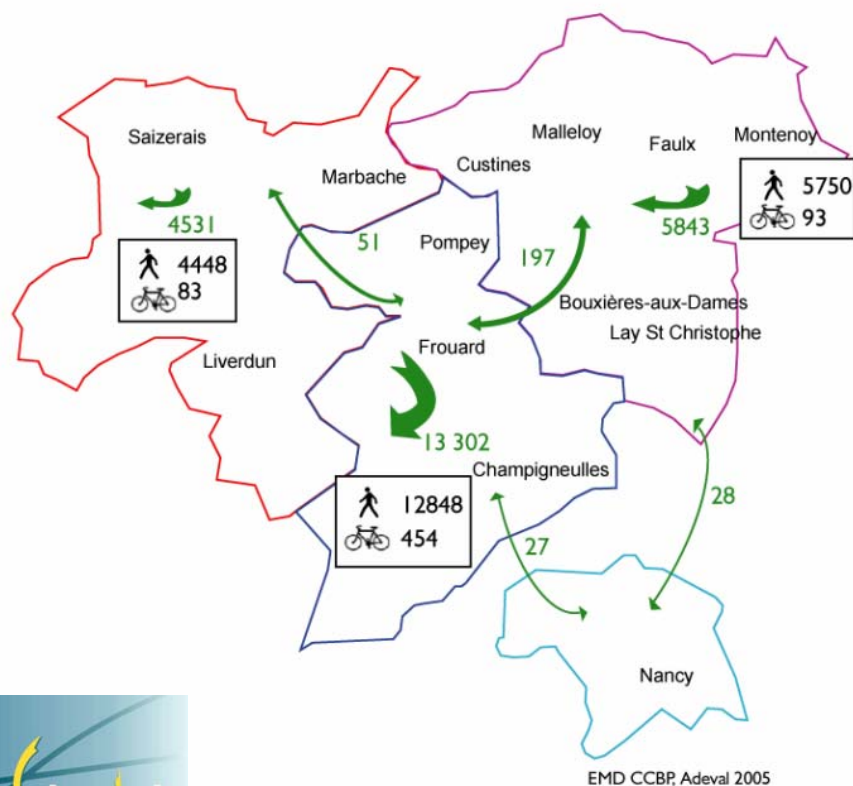 Saizerais
Malleloy
Faulx
Montenoy
Marbache
Custines
5750
93
4531
5843
51
Pompey
197
4448
83
Bouxières-aux-Dames
Lay St Christophe
Liverdun
Frouard
13 302
Champigneulles
12848
454
28
27
Nancy
EMD CCBP, Adeval 2005